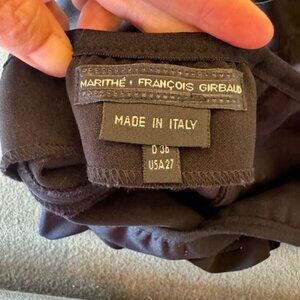 MARITHÉ • FRANÇOIS GIRBAUD
MADE IN ITALY
D 36
USA 27